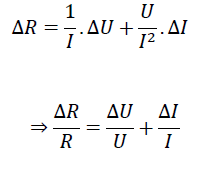 ΔR = 1/I . ΔU + U/I² . ΔI
⇒ ΔR/R = ΔU/U + ΔI/I